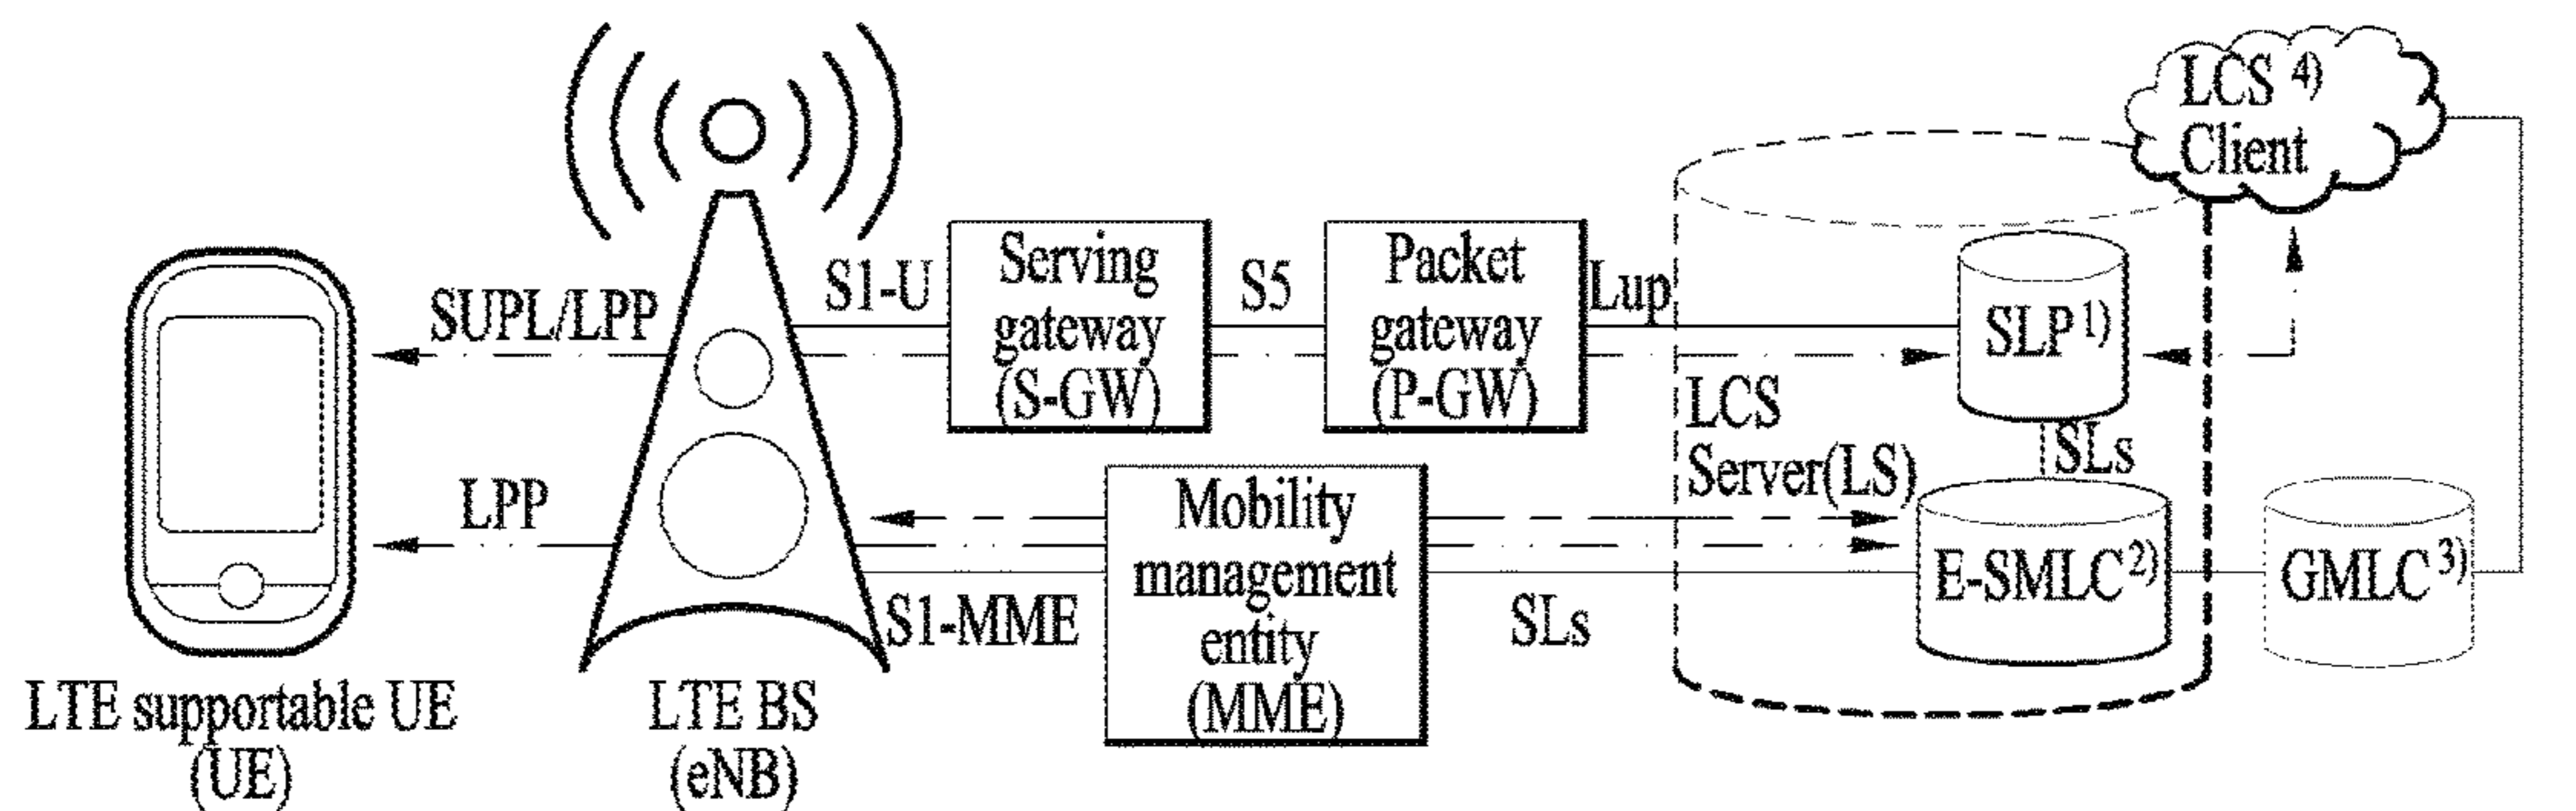 LCS 4)
Client
SUPL/LPP
S1-U
Serving
gateway
(S-GW)
S5
Packet
gateway
(P-GW)
Lup
SLP 1)
LCS
Server(LS)
SLs
LPP
S1-MME
Mobility
management
entity
(MME)
SLs
E-SMLC 2)
GMLC 3)
LTE supportable UE
(UE)
LTE BS
(eNB)